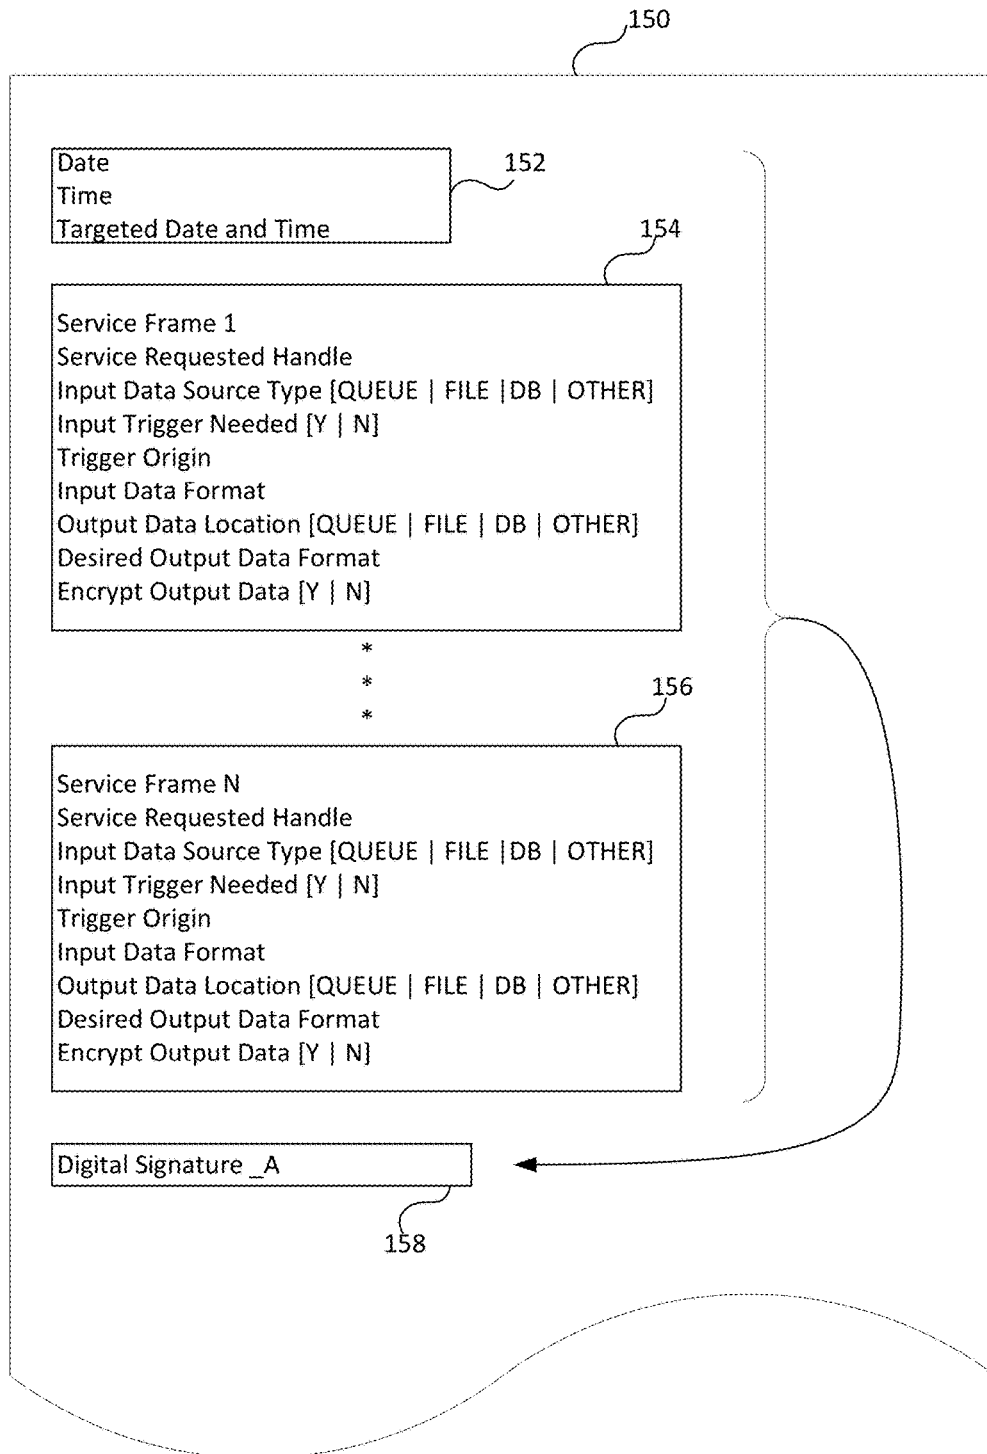 150
Date
Time
Targeted Date and Time
152
154
Service Frame 1
Service Requested Handle
Input Data Source Type [QUEUE | FILE |DB | OTHER]
Input Trigger Needed [Y | N]
Trigger Origin
Input Data Format
Output Data Location [QUEUE | FILE | DB | OTHER]
Desired Output Data Format
Encrypt Output Data [Y | N]
*
*
*
156
Service Frame N
Service Requested Handle
Input Data Source Type [QUEUE | FILE |DB | OTHER]
Input Trigger Needed [Y | N]
Trigger Origin
Input Data Format
Output Data Location [QUEUE | FILE | DB | OTHER]
Desired Output Data Format
Encrypt Output Data [Y | N]
Digital Signature _A
158